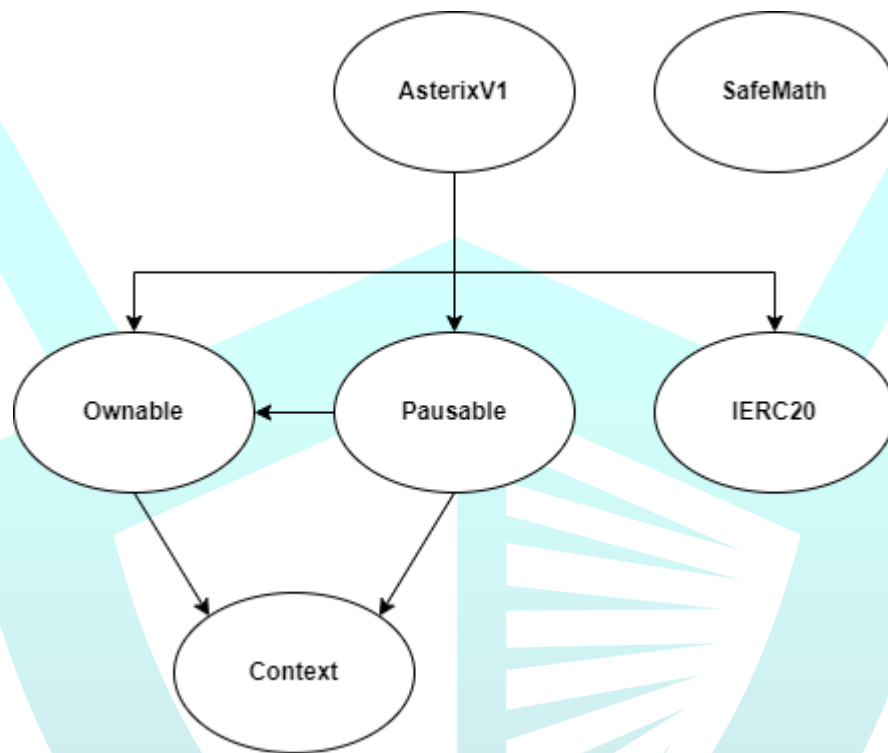 AsterixV1
SafeMath
Ownable
Pausable
IERC20
Context